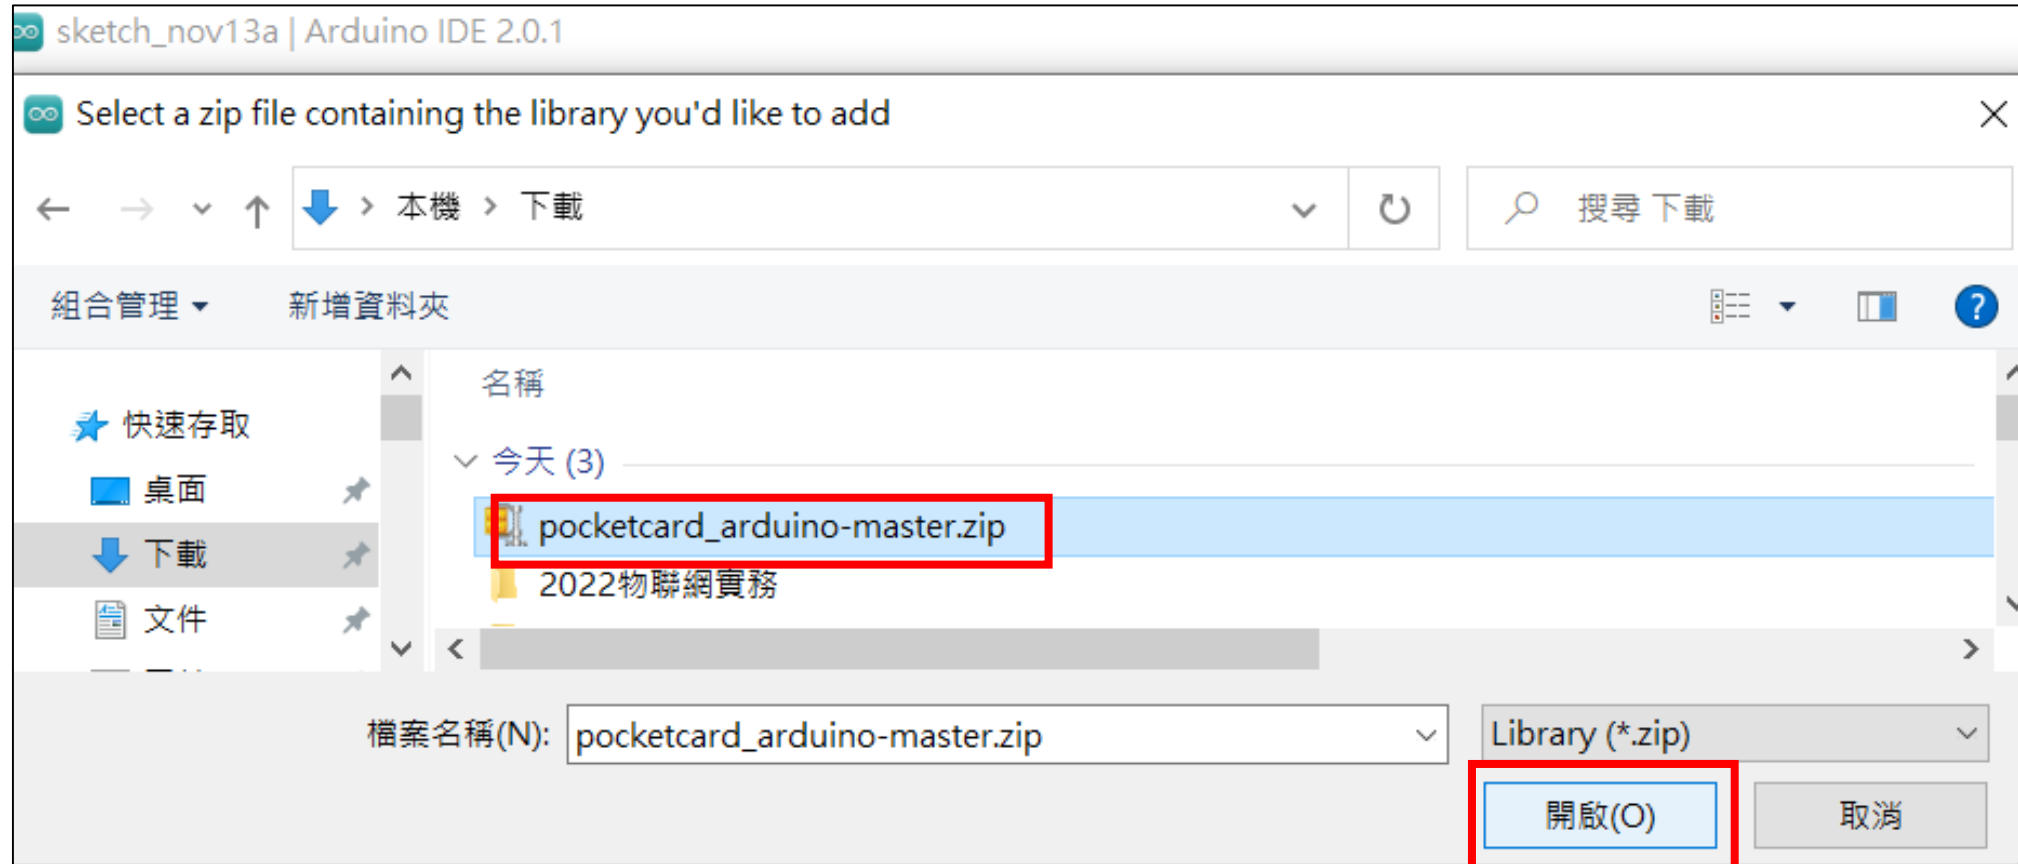 sketch_nov13a | Arduino IDE 2.0.1
Select a zip file containing the library you'd like to add
本機 > 下載
搜尋 下載
組合管理 新增資料夾
名稱
快速存取
今天 (3)
桌面
pocketcard_arduino-master.zip
下載
2022物聯網實務
文件
檔案名稱(N): pocketcard_arduino-master.zip Library (*.zip)
開啟(O) 取消